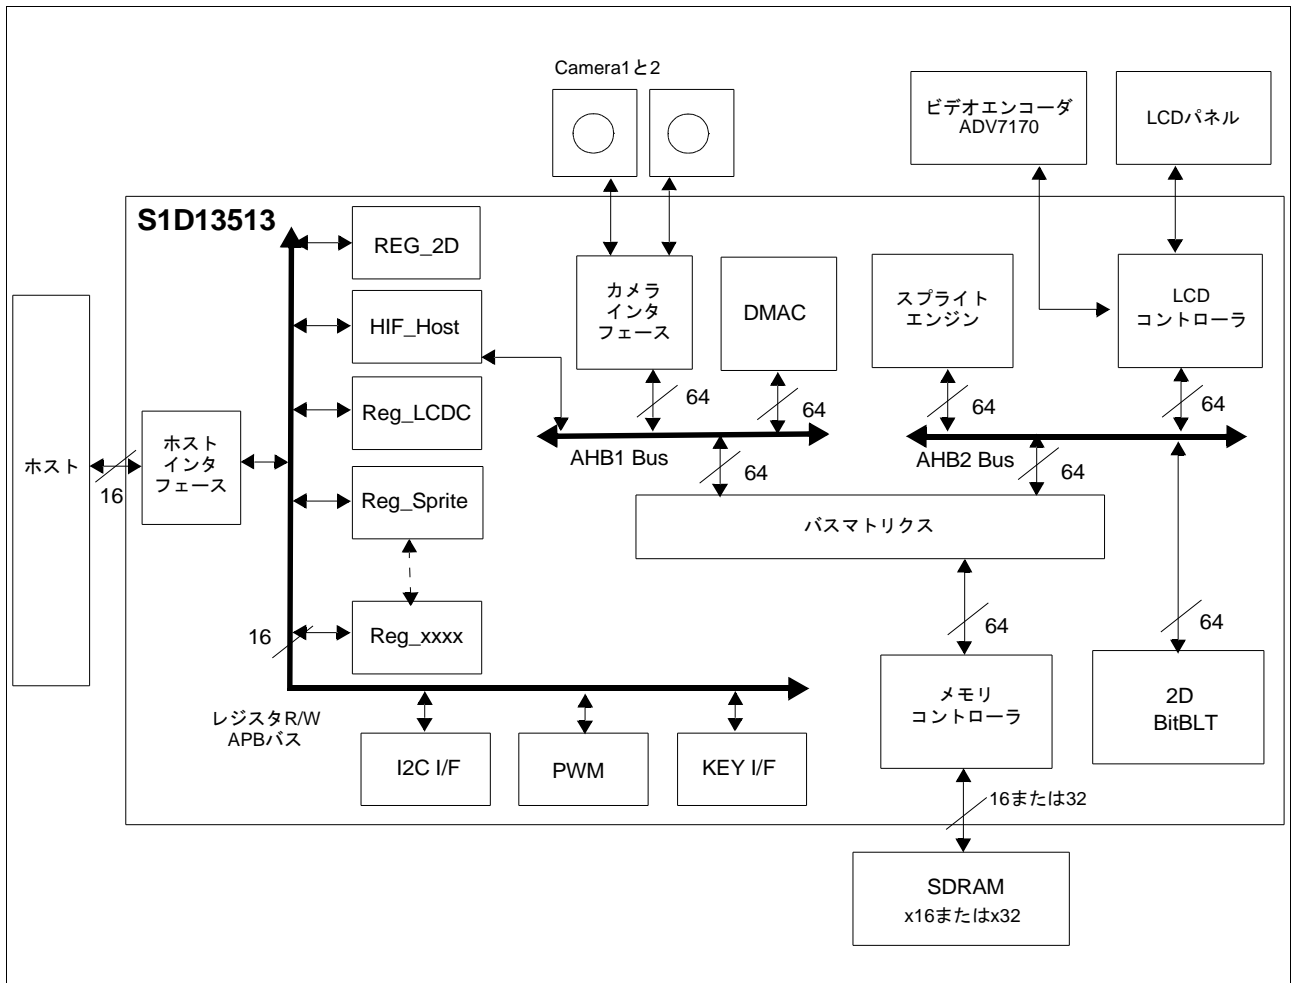 Camera1と2
ビデオエンコーダ
ADV7170
LCDパネル
S1D13513
REG_2D
HIF_Host
Reg_LCDC
Reg_Sprite
Reg_xxxx
カメラ
インタ
フェース
DMAC
スプライト
エンジン
LCD
コントローラ
64
64
64
64
AHB1 Bus
AHB2 Bus
64
64
ホスト
16
ホスト
インタ
フェース
バスマトリクス
16
64
64
レジスタR/W
APBバス
I2C I/F
PWM
KEY I/F
メモリ
コントローラ
2D
BitBLT
16または32
SDRAM
x16またはx32